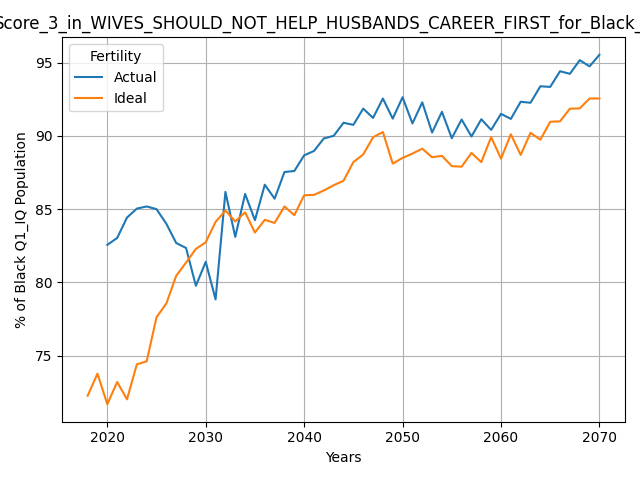 Score_3_in_WIVES_SHOULD_NOT_HELP_HUSBANDS_CAREER_FIRST_for_Black_
Fertility
Actual
Ideal
95
90
85
80
75
% of Black Q1_IQ Population
2020 2030 2040 2050 2060 2070
Years